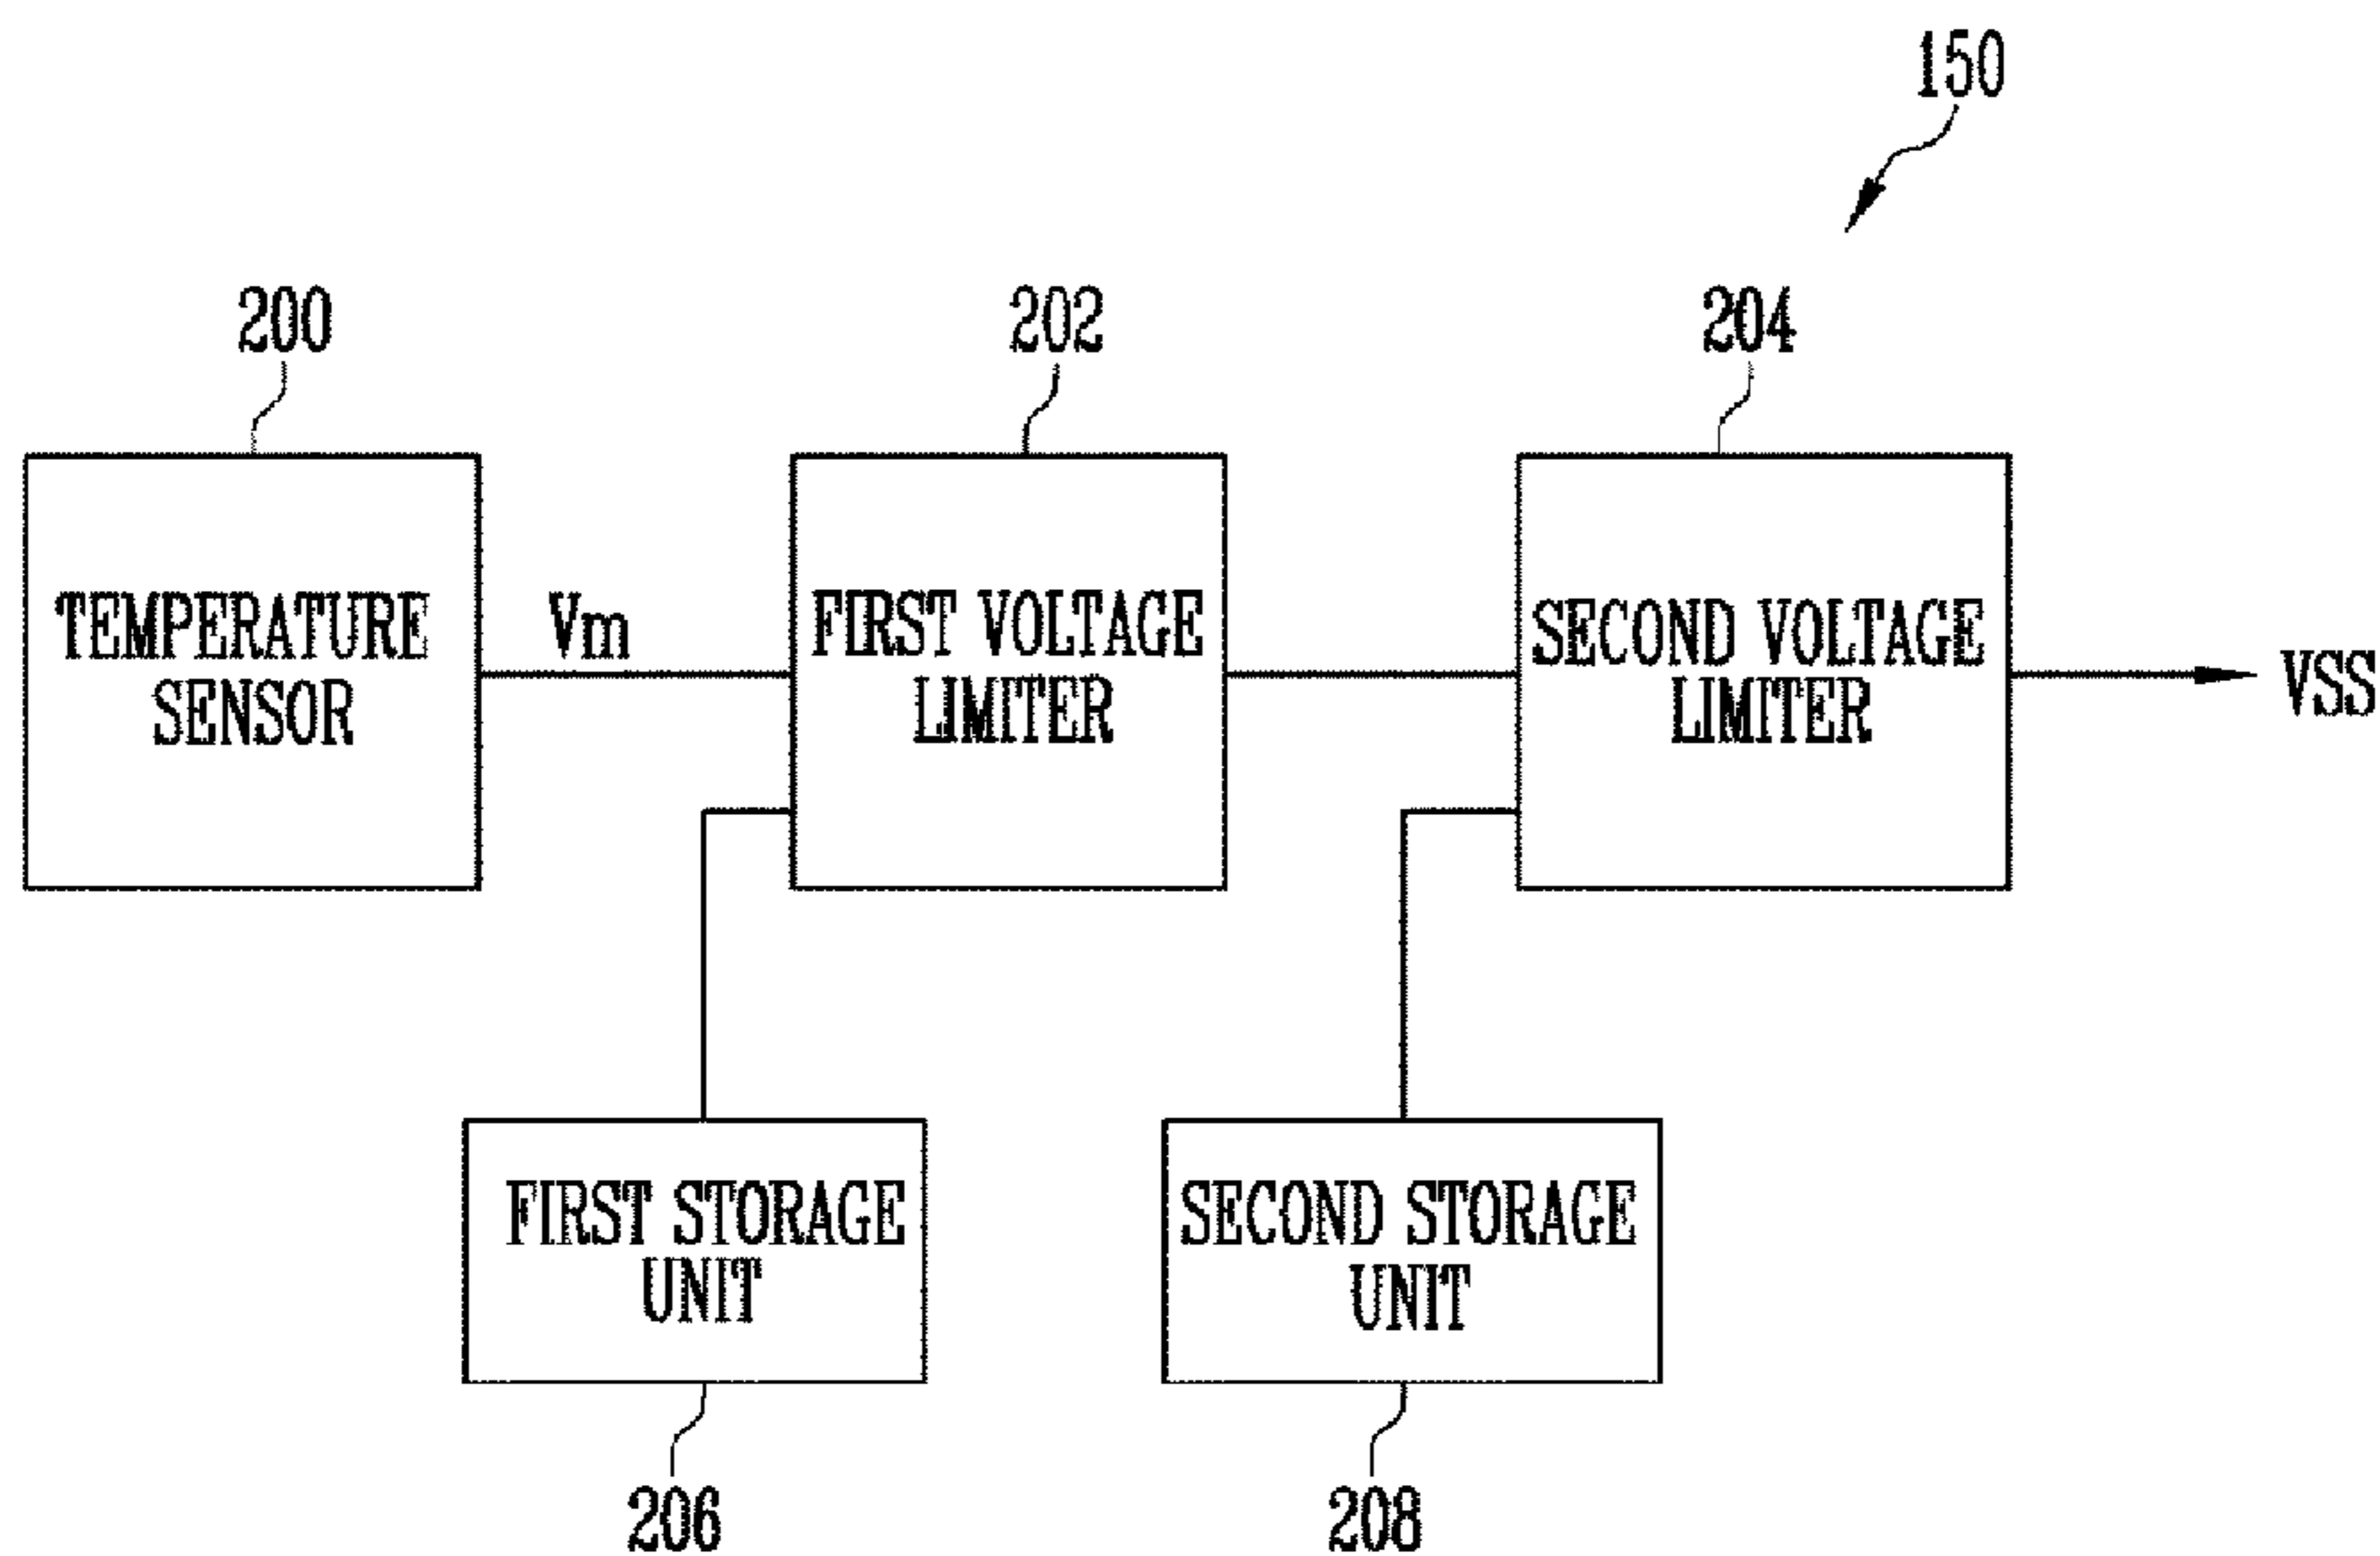 150
200
202
204
TEMPERATURE
SENSOR
Vm
FIRST VOLTAGE
LIMITER
SECOND VOLTAGE
LIMITER
VSS
FIRST STORAGE
UNIT
SECOND STORAGE
UNIT
206
208